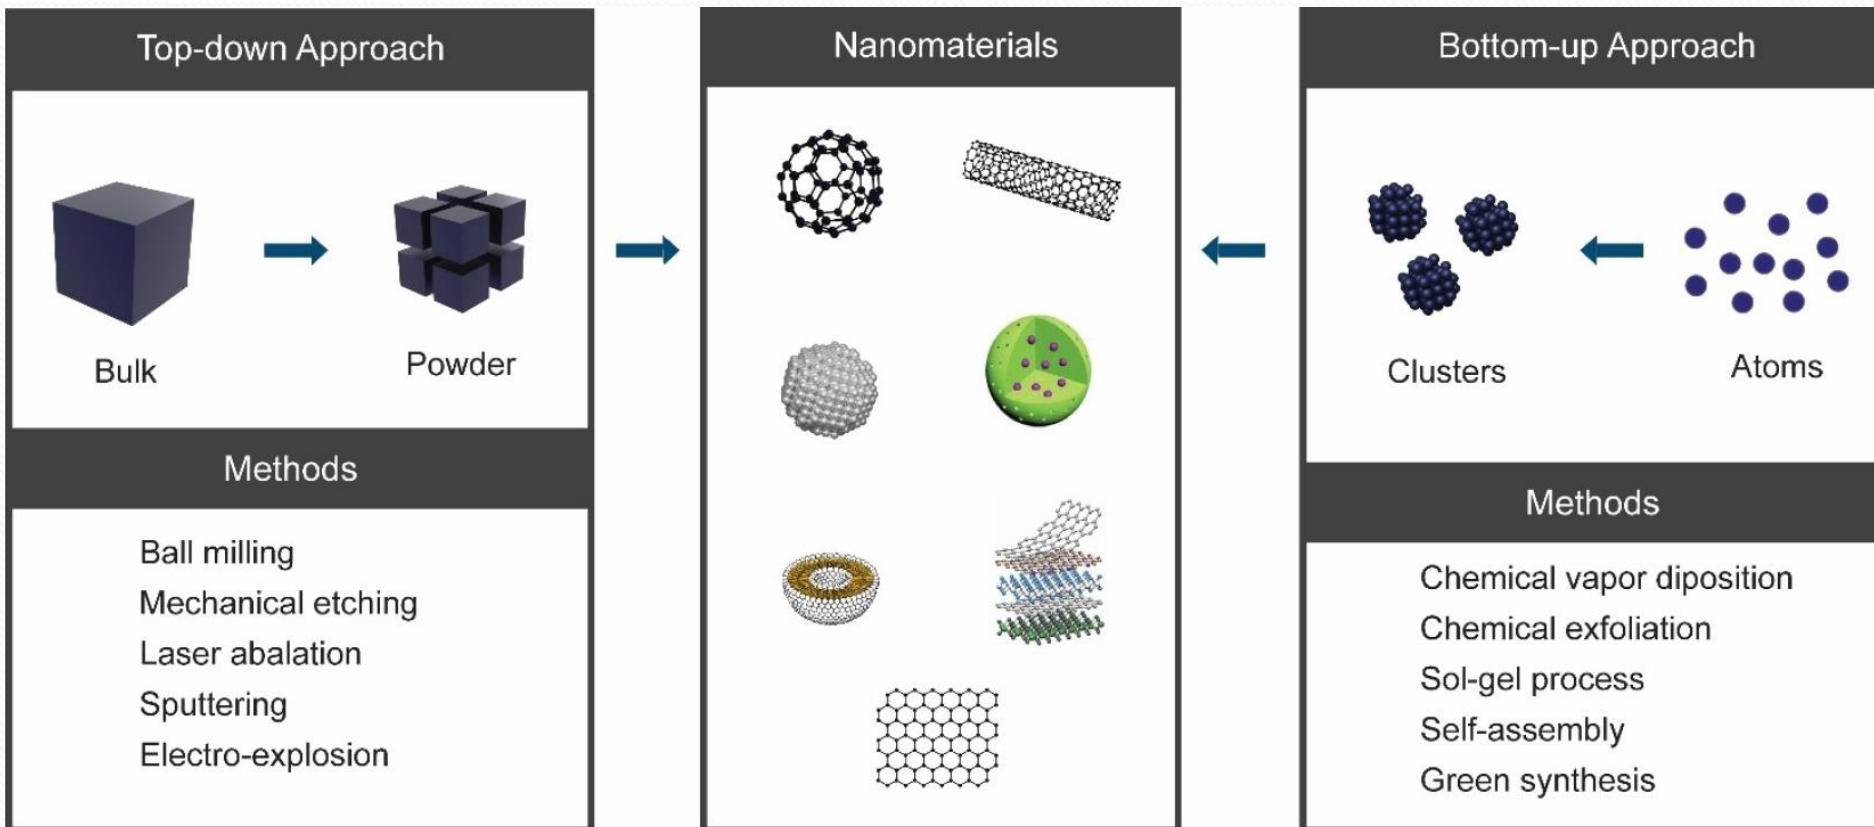 Top-down Approach
Bulk
Powder
Methods
Ball milling
Mechanical etching
Laser abalation
Sputtering
Electro-explosion
Nanomaterials
Bottom-up Approach
Clusters
Atoms
Methods
Chemical vapor diposition
Chemical exfoliation
Sol-gel process
Self-assembly
Green synthesis